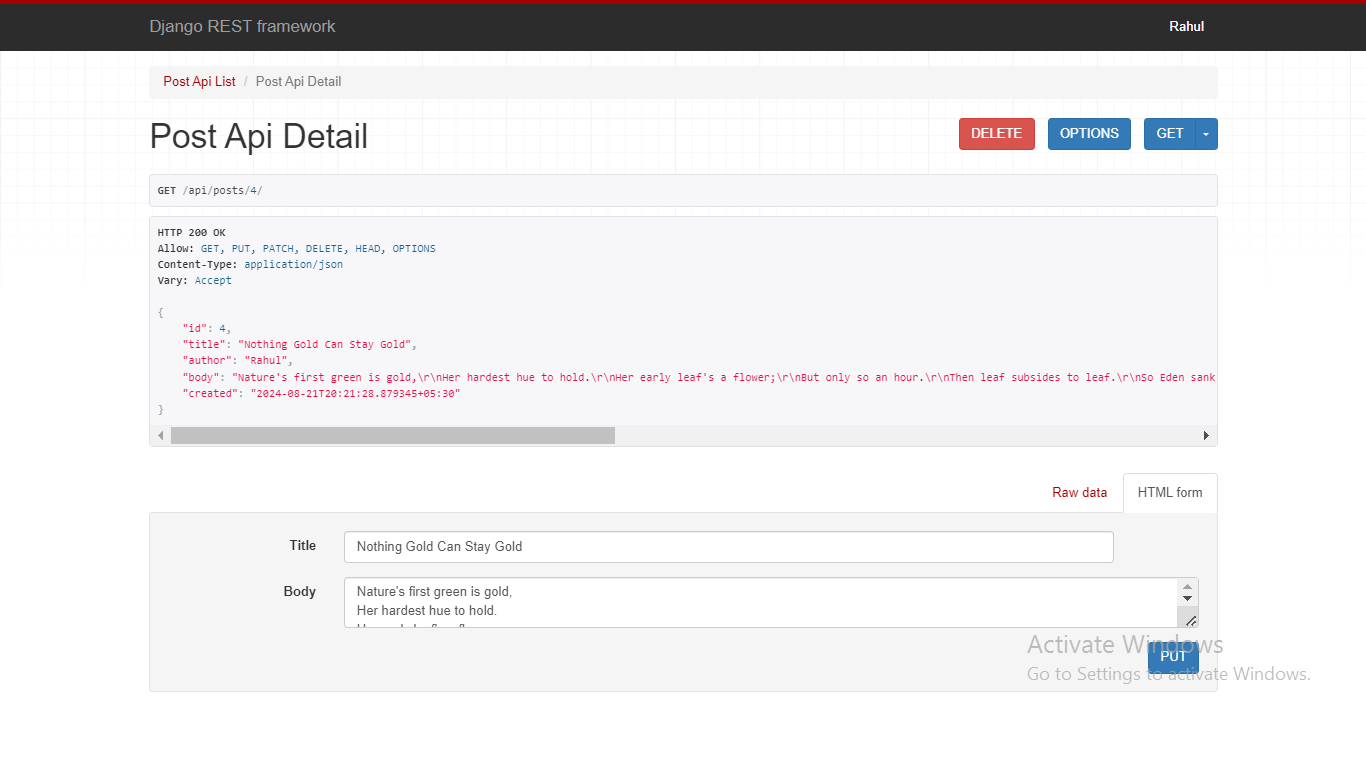 Django REST framework
Rahul
Post Api List / Post Api Detail
Post Api Detail
DELETE
OPTIONS
GET
GET /api/posts/4/
HTTP 200 OK
Allow: GET, PUT, PATCH, DELETE, HEAD, OPTIONS
Content-Type: application/json
Vary: Accept
{
"id": 4,
"title": "Nothing Gold Can Stay Gold",
"author": "Rahul",
"body": "Nature's first green is gold,\r\nHer hardest hue to hold.\r\nHer early leaf's a flower;\r\nBut only so an hour.\r\nThen leaf subsides to leaf.\r\nSo Eden sank
"created": "2024-08-21T20:21:28.879345+05:30"
}
Raw data
HTML form
Title
Nothing Gold Can Stay Gold
Body
Nature's first green is gold,
Her hardest hue to hold.
PUT
Activate Windows
Go to Settings to activate Windows.